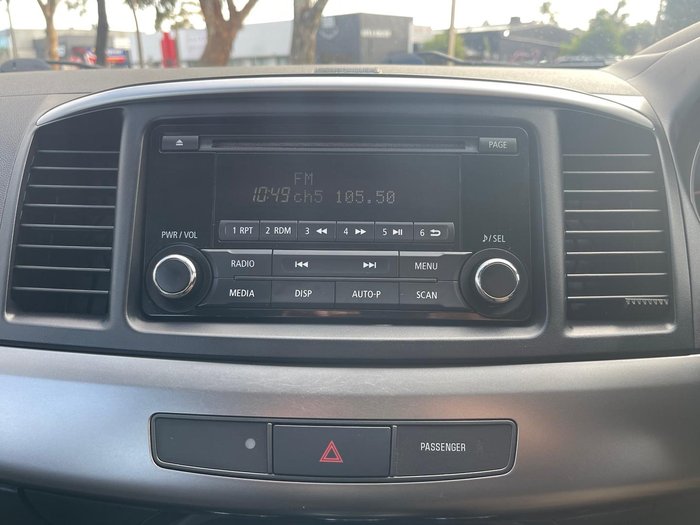 PAGE
FM
10:49 ch5 105.50
PWR / VOL
1 RPT 2 RDM 3 ◀◀ 4 ▶▶ 5 ▶II 6
♪ / SEL
RADIO I◀◀ ▶▶I MENU
MEDIA DISP AUTO-P SCAN
PASSENGER